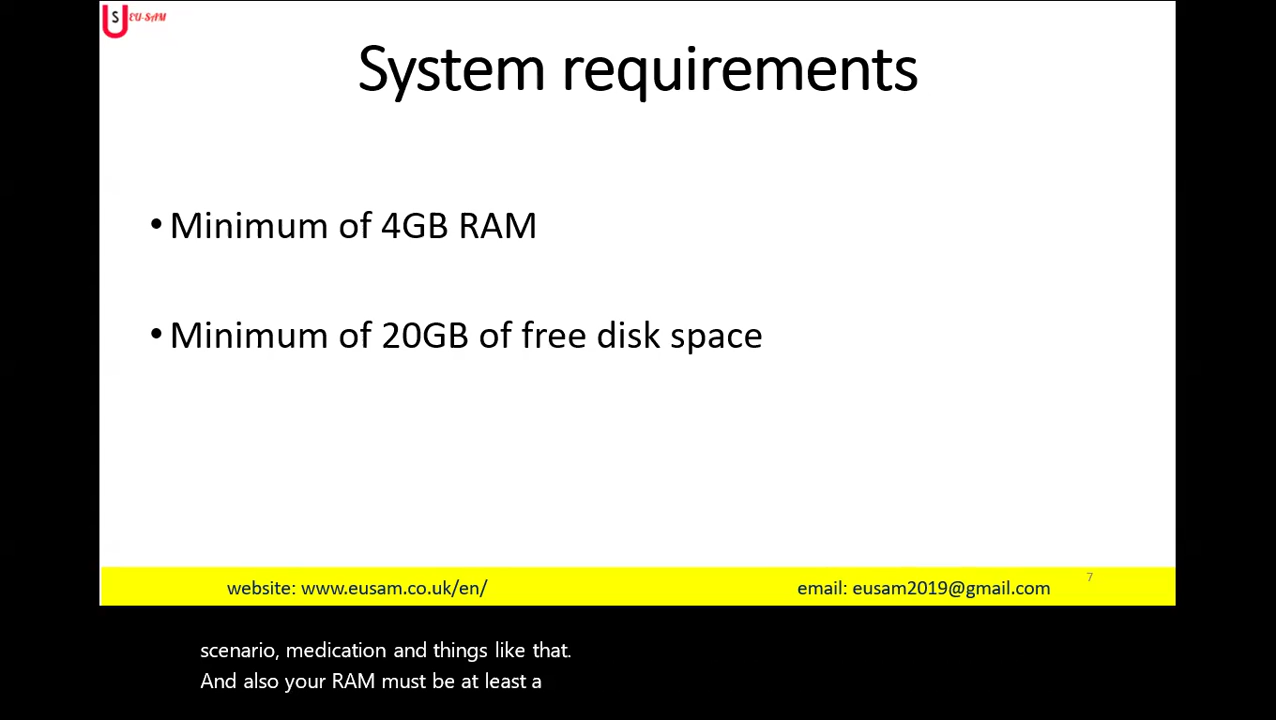 S
EU-SAM
System requirements
• Minimum of 4GB RAM
• Minimum of 20GB of free disk space
website: www.eusam.co.uk/en/
email: eusam2019@gmail.com
7
scenario, medication and things like that.
And also your RAM must be at least a